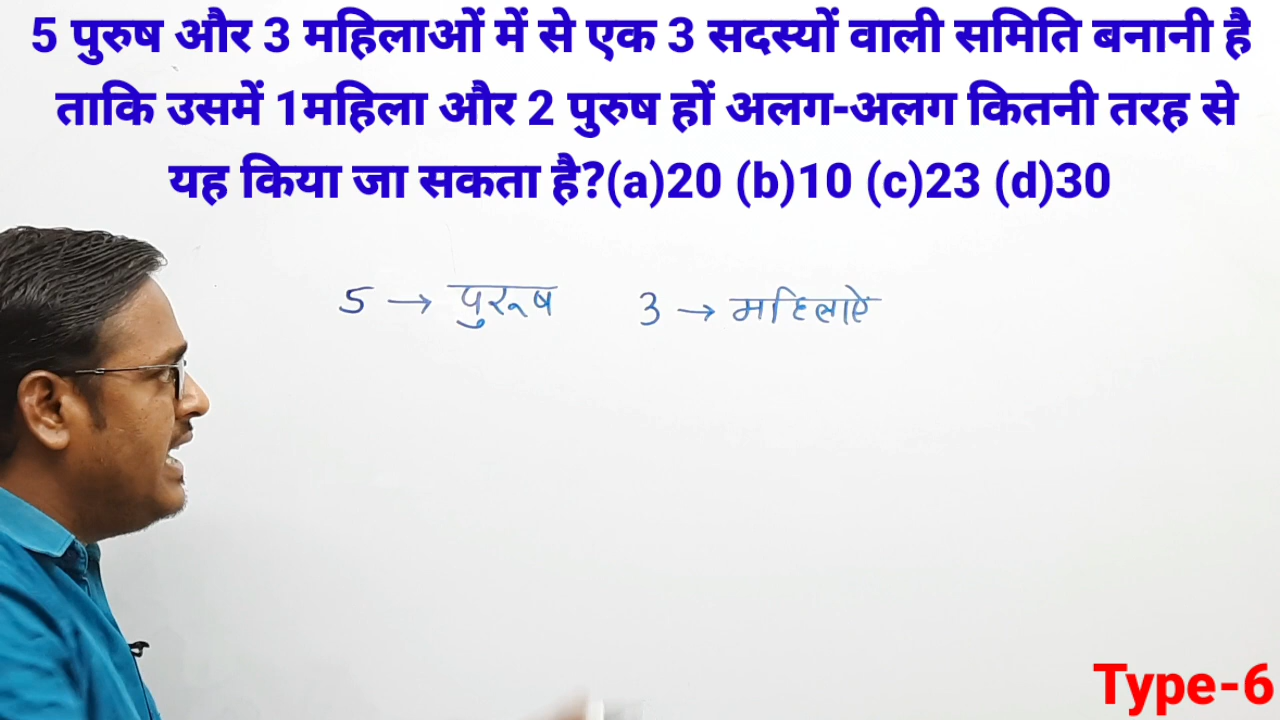 5 पुरुष और 3 महिलाओं में से एक 3 सदस्यों वाली समिति बनानी है
ताकि उसमें 1महिला और 2 पुरुष हों अलग-अलग कितनी तरह से
यह किया जा सकता है?(a)20 (b)10 (c)23 (d)30
5 → पुरूष 3 → महिलाऐ
Type-6